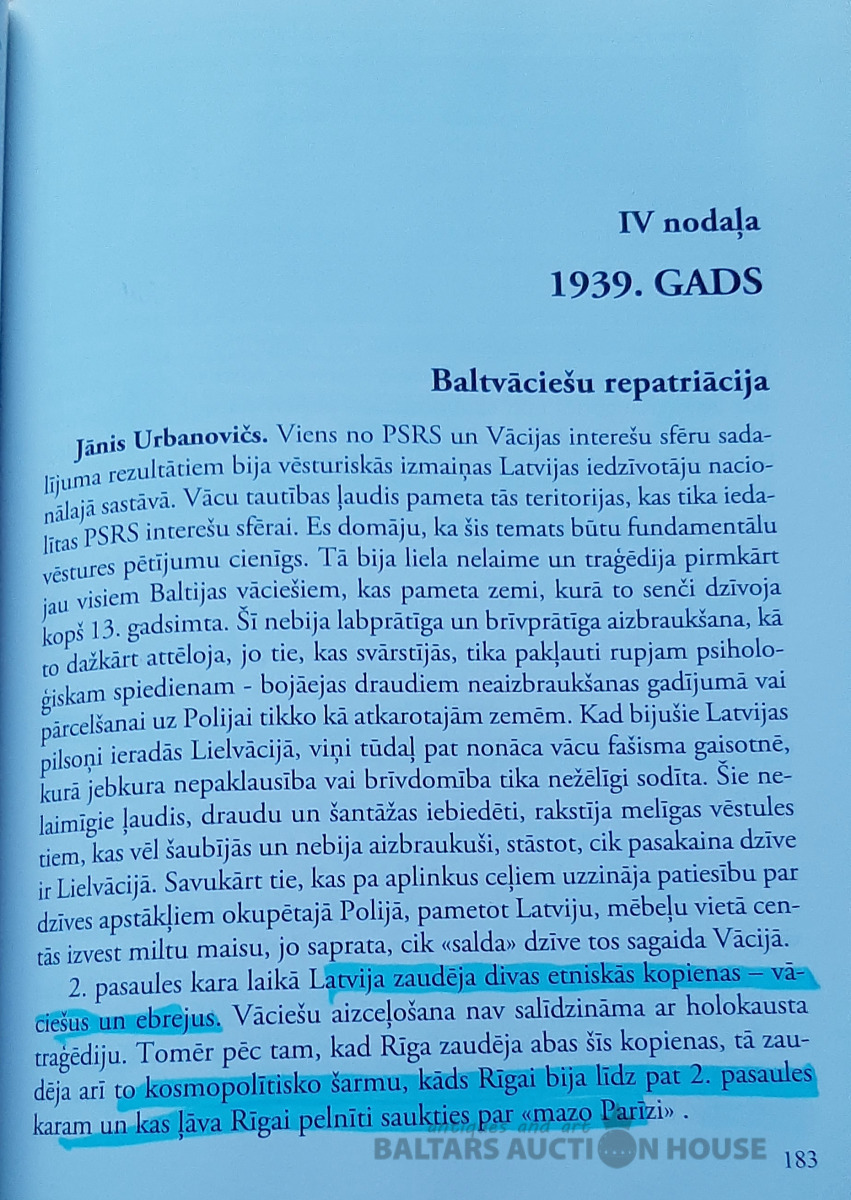 IV nodaļa
1939. GADS
Baltvāciešu repatriācija
Jānis Urbanovičs. Viens no PSRS un Vācijas interešu sfēru sada-
lījuma rezultātiem bija vēsturiskās izmaiņas Latvijas iedzīvotāju nacio-
nālajā sastāvā. Vācu tautības ļaudis pameta tās teritorijas, kas tika ieda-
lītas PSRS interešu sfērai. Es domāju, ka šis temats būtu fundamentālu
vēstures pētījumu cienīgs. Tā bija liela nelaime un traģēdija pirmkārt
jau visiem Baltijas vāciešiem, kas pameta zemi, kurā to senči dzīvoja
kopš 13. gadsimta. Šī nebija labprātīga un brīvprātīga aizbraukšana, kā
to dažkārt attēloja, jo tie, kas svārstījās, tika pakļauti rupjam psiholo-
ģiskam spiedienam - bojāejas draudiem neaizbraukšanas gadījumā vai
pārcelšanai uz Polijai tikko kā atkarotajām zemēm. Kad bijušie Latvijas
pilsoņi ieradās Lielvācijā, viņi tūdaļ pat nonāca vācu fašisma gaisotnē,
kurā jebkura nepaklausība vai brīvdomība tika nežēlīgi sodīta. Šie ne-
laimīgie ļaudis, draudu un šantāžas iebiedēti, rakstīja melīgas vēstules
tiem, kas vēl šaubījās un nebija aizbraukuši, stāstot, cik pasakaina dzīve
ir Lielvācijā. Savukārt tie, kas pa aplinkus ceļiem uzzināja patiesību par
dzīves apstākļiem okupētajā Polijā, pametot Latviju, mēbeļu vietā cen-
tās izvest miltu maisu, jo saprata, cik «salda» dzīve tos sagaida Vācijā.
2. pasaules kara laikā Latvija zaudēja divas etniskās kopienas – vā-
ciešus un ebrejus. Vāciešu aizceļošana nav salīdzināma ar holokausta
traģēdiju. Tomēr pēc tam, kad Rīga zaudēja abas šīs kopienas, tā zau-
dēja arī to kosmopolītisko šarmu, kāds Rīgai bija līdz pat 2. pasaules
karam un kas ļāva Rīgai pelnīti saukties par «mazo Parīzi» .
antiques and art
BALTARS AUCTION HOUSE
183